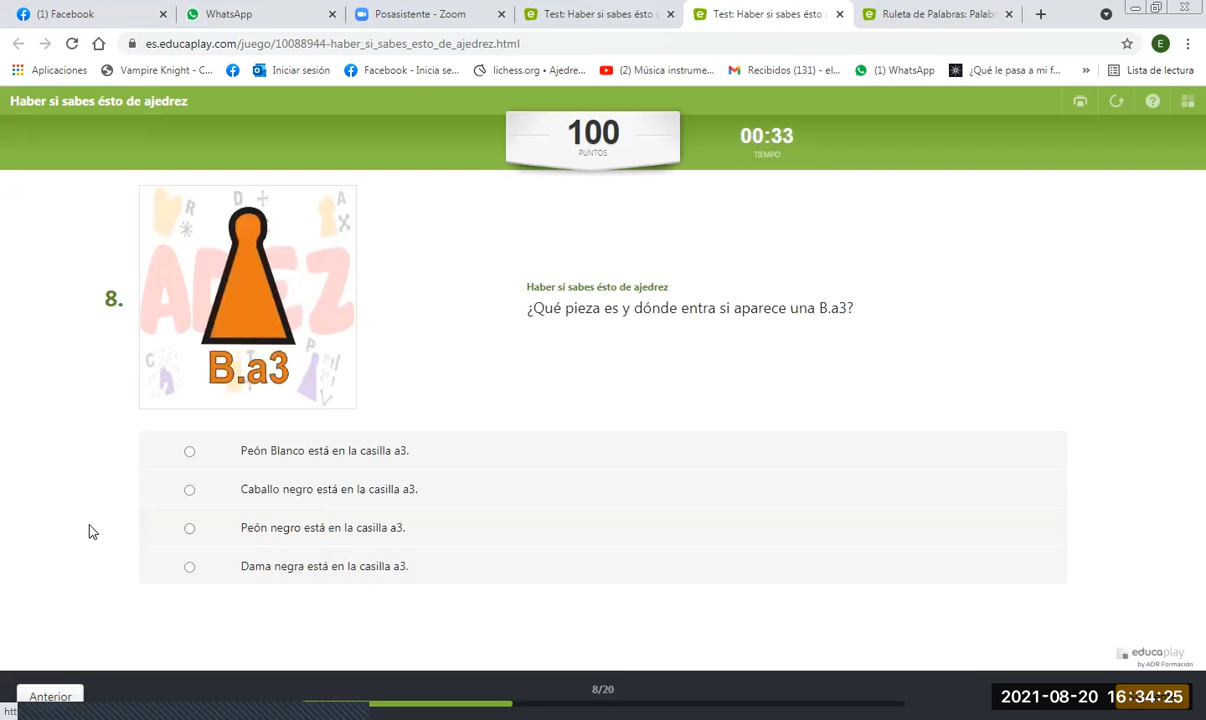 (1) Facebook
WhatsApp
Posasistente - Zoom
Test: Haber si sabes ésto
Test: Haber si sabes ésto
Ruleta de Palabras: Palab
es.educaplay.com/juego/10088944-haber_si_sabes_esto_de_ajedrez.html
E
Aplicaciones
Vampire Knight - C...
Iniciar sesión
Facebook - Inicia se...
lichess.org • Ajedre...
(2) Música instrume...
Recibidos (131) - el...
(1) WhatsApp
¿Qué le pasa a mi f...
»
Lista de lectura
Haber si sabes ésto de ajedrez
100
PUNTOS
00:33
TIEMPO
8.
R
D
A
C
P
B.a3
Haber si sabes ésto de ajedrez
¿Qué pieza es y dónde entra si aparece una B.a3?
Peón Blanco está en la casilla a3.
Caballo negro está en la casilla a3.
Peón negro está en la casilla a3.
Dama negra está en la casilla a3.
educaplay
by ADR Formación
Anterior
8/20
2021-08-20 16:34:25